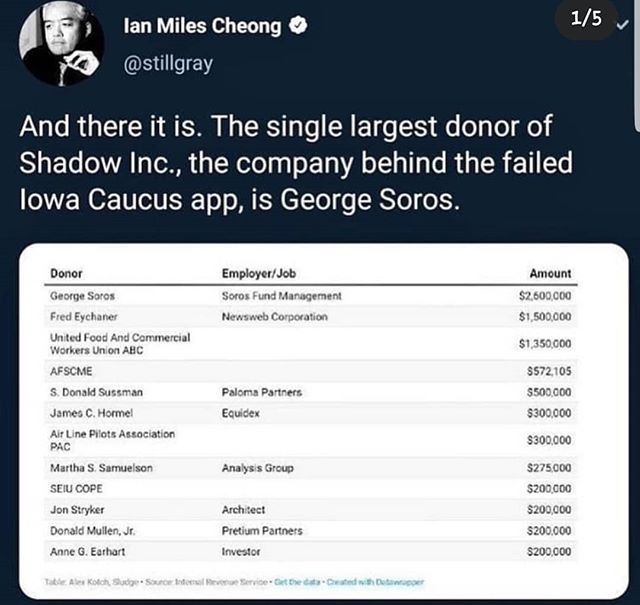 1/5
Ian Miles Cheong
@stillgray
And there it is. The single largest donor of
Shadow Inc., the company behind the failed
Iowa Caucus app, is George Soros.
Donor Employer/Job Amount
George Soros Soros Fund Management $2,600,000
Fred Eychaner Newsweb Corporation $1,500,000
United Food And Commercial
Workers Union ABC $1,350,000
AFSCME $572,105
S. Donald Sussman Paloma Partners $500,000
James C. Hormel Equidex $300,000
Air Line Pilots Association
PAC $300,000
Martha S. Samuelson Analysis Group $275,000
SEIU COPE $200,000
Jon Stryker Architect $200,000
Donald Mullen, Jr. Pretium Partners $200,000
Anne G. Earhart Investor $200,000
Table: Alex Kotch, Sludge • Source: Internal Revenue Service • Get the data • Created with Datawrapper